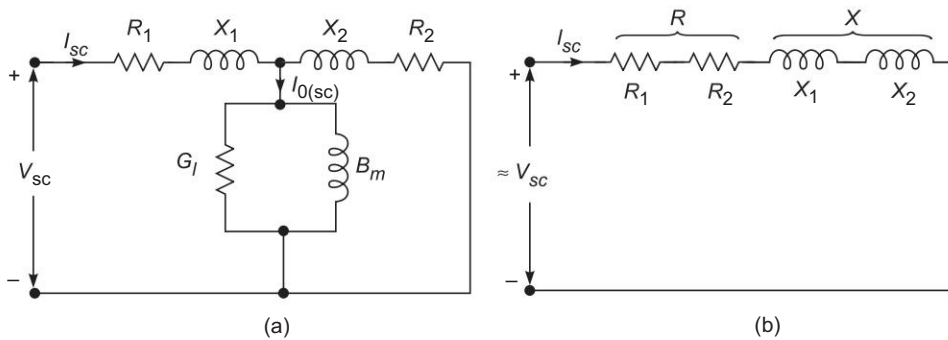 I_sc R_1 X_1 X_2 R_2
+
I_0(sc)
V_sc
G_i B_m
–
(a)
R X
I_sc
+
R_1 R_2 X_1 X_2
≈ V_sc
–
(b)